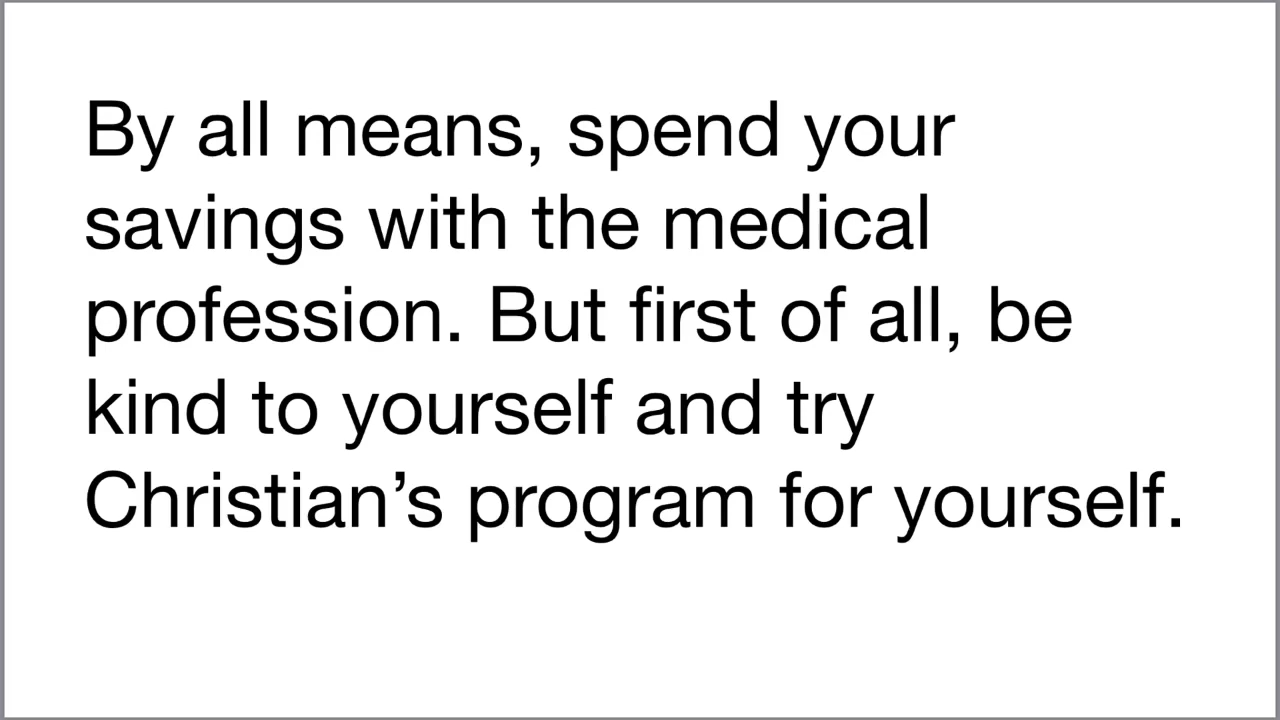 By all means, spend your
savings with the medical
profession. But first of all, be
kind to yourself and try
Christian’s program for yourself.